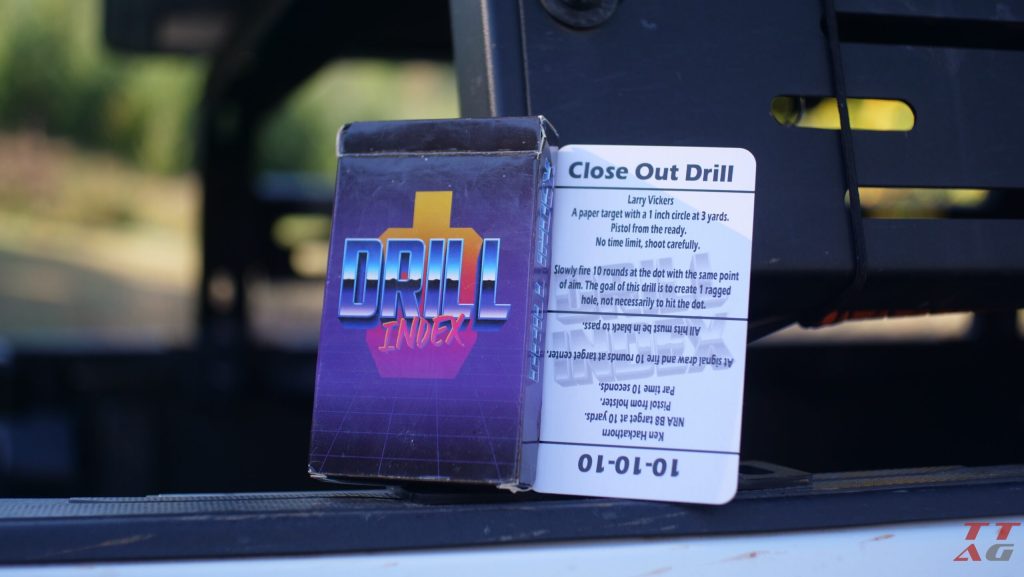 DRILL
INDEX
Close Out Drill
Larry Vickers
A paper target with a 1 inch circle at 3 yards.
Pistol from the ready.
No time limit, shoot carefully.
Slowly fire 10 rounds at the dot with the same point
of aim. The goal of this drill is to create 1 ragged
hole, not necessarily to hit the dot.
10-10-10
Ken Hackathorn
NRA B8 target at 10 yards.
Pistol from holster.
Par time 10 seconds.
At signal draw and fire 10 rounds at target center.
All hits must be in black to pass.
DRILL
INDEX
TT
AG